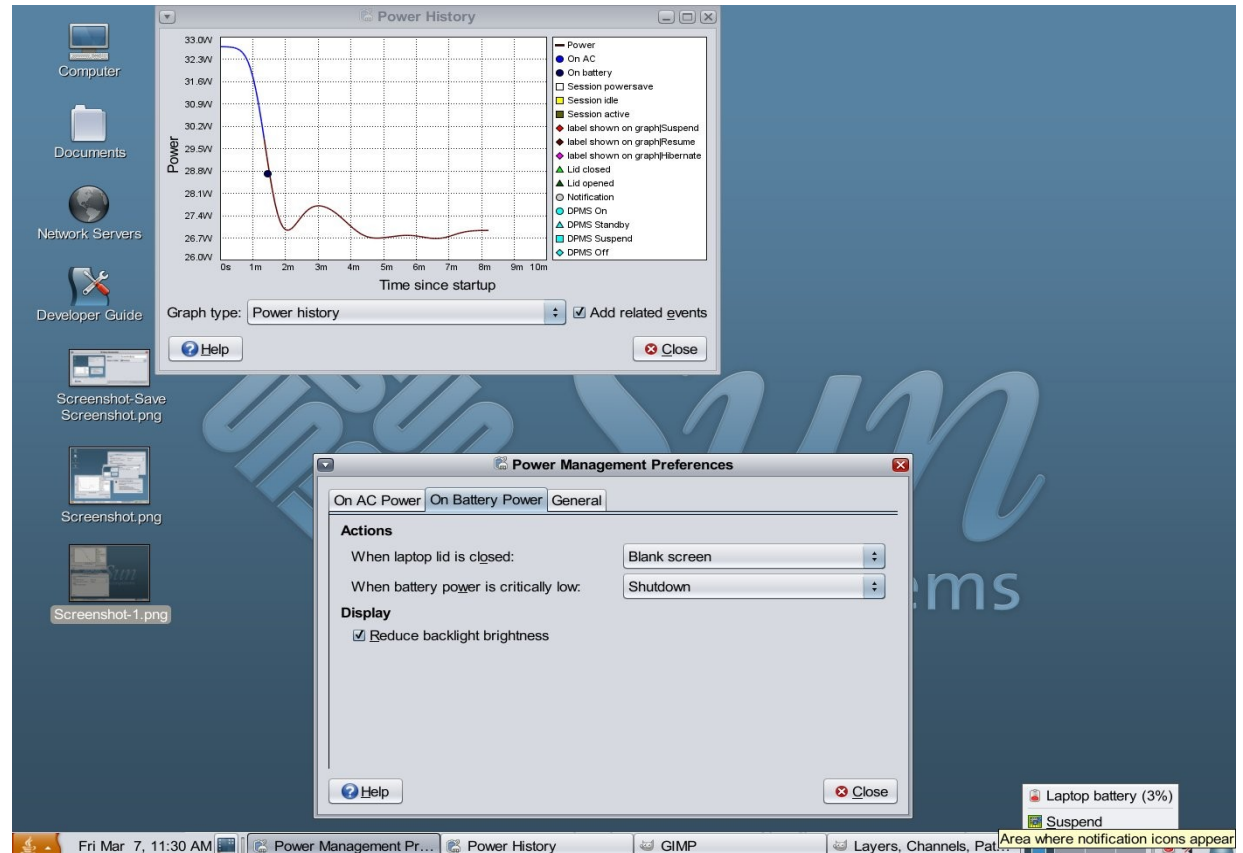 Computer
Documents
Network Servers
Developer Guide
Screenshot-Save
Screenshot.png
Screenshot.png
Screenshot-1.png
Power History
33.0W
32.3W
31.6W
30.9W
30.2W
29.5W
28.8W
28.1W
27.4W
26.7W
26.0W
Power
0s 1m 2m 3m 4m 5m 6m 7m 8m 9m 10m
Time since startup
Power
On AC
On battery
Session powersave
Session idle
Session active
label shown on graph|Suspend
label shown on graph|Resume
label shown on graph|Hibernate
Lid closed
Lid opened
Notification
DPMS On
DPMS Standby
DPMS Suspend
DPMS Off
Graph type: Power history Add related events
Help Close
Sun
ems
Power Management Preferences
On AC Power On Battery Power General
Actions
When laptop lid is closed: Blank screen
When battery power is critically low: Shutdown
Display
Reduce backlight brightness
Help Close
Laptop battery (3%)
Suspend
Area where notification icons appear
Fri Mar 7, 11:30 AM Power Management Pr... Power History GIMP Layers, Channels, Pat...